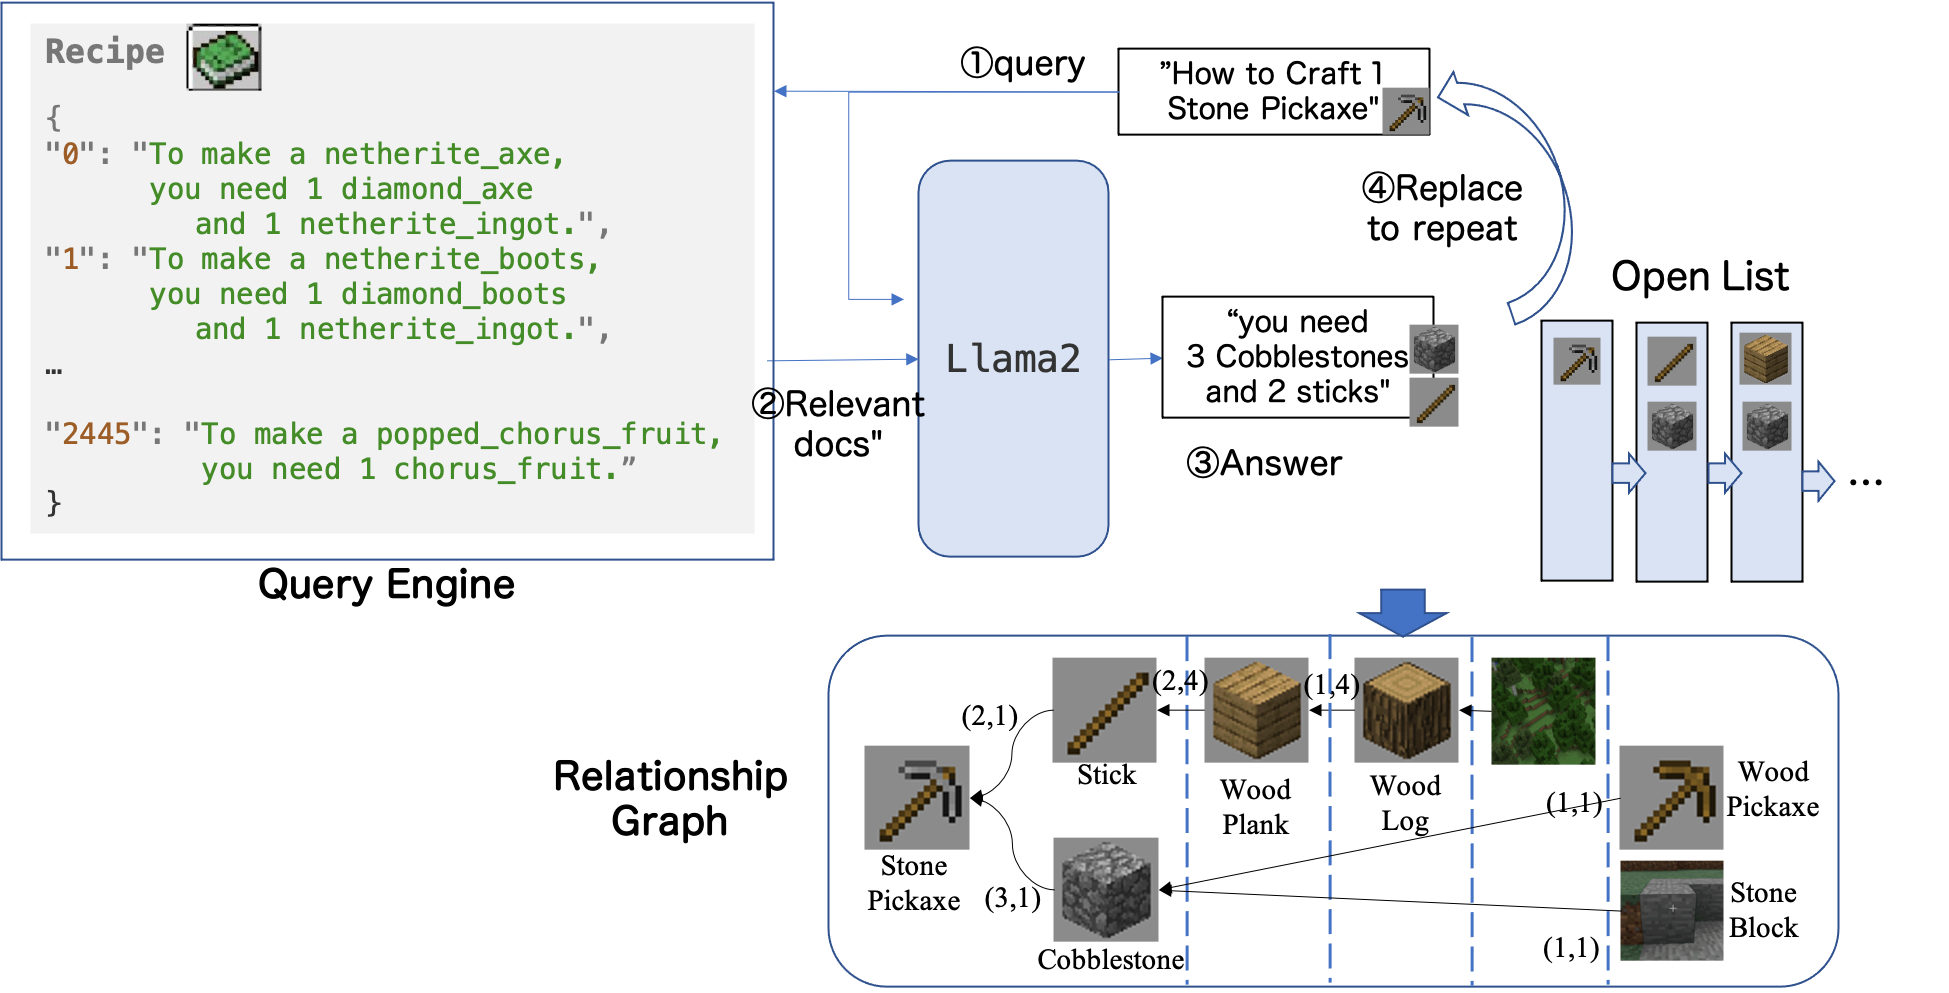 Recipe
{
"0": "To make a netherite_axe,
you need 1 diamond_axe
and 1 netherite_ingot.",
"1": "To make a netherite_boots,
you need 1 diamond_boots
and 1 netherite_ingot.",
…
"2445": "To make a popped_chorus_fruit,
you need 1 chorus_fruit.”
}
Query Engine
①query
”How to Craft 1
Stone Pickaxe"
②Relevant
docs"
Llama2
“you need
3 Cobblestones
and 2 sticks"
③Answer
④Replace
to repeat
Open List
...
Relationship
Graph
Stone
Pickaxe
(2,1)
(3,1)
Stick
Cobblestone
(2,4)
Wood
Plank
(1,4)
Wood
Log
(1,1)
Wood
Pickaxe
(1,1)
Stone
Block